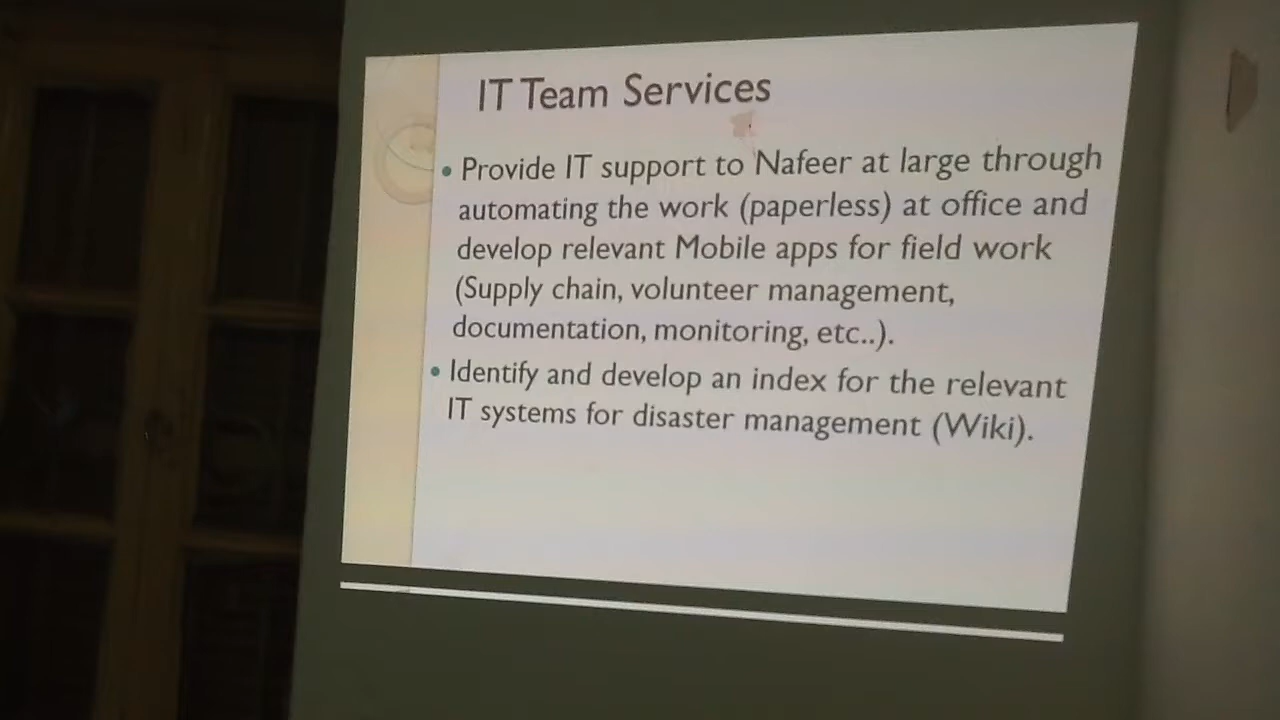 IT Team Services
• Provide IT support to Nafeer at large through
automating the work (paperless) at office and
develop relevant Mobile apps for field work
(Supply chain, volunteer management,
documentation, monitoring, etc..).
• Identify and develop an index for the relevant
IT systems for disaster management (Wiki).